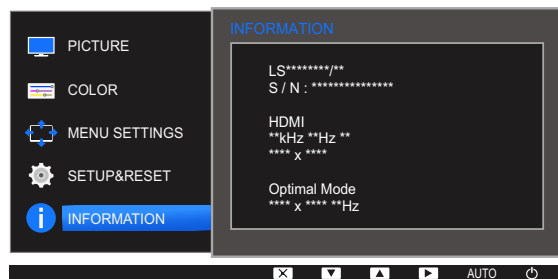 PICTURE
COLOR
MENU SETTINGS
SETUP&RESET
INFORMATION
INFORMATION
LS********/**
S / N : ***************
HDMI
**kHz **Hz **
**** x ****
Optimal Mode
**** x **** **Hz
AUTO